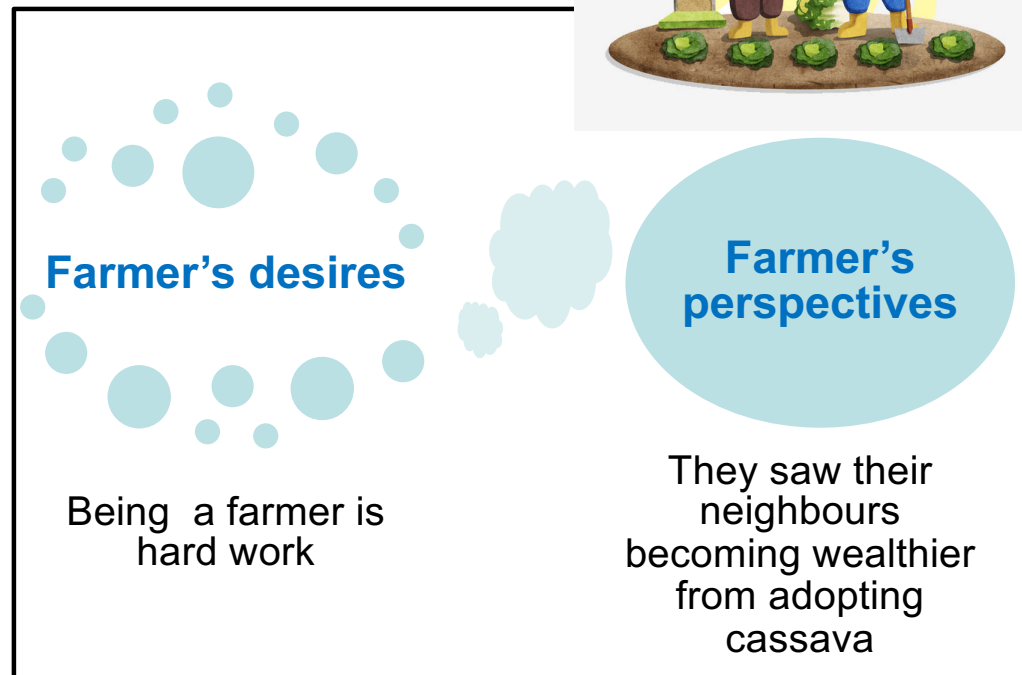 Farmer’s desires
Being  a farmer is
hard work
Farmer’s
perspectives
They saw their
neighbours
becoming wealthier
from adopting
cassava